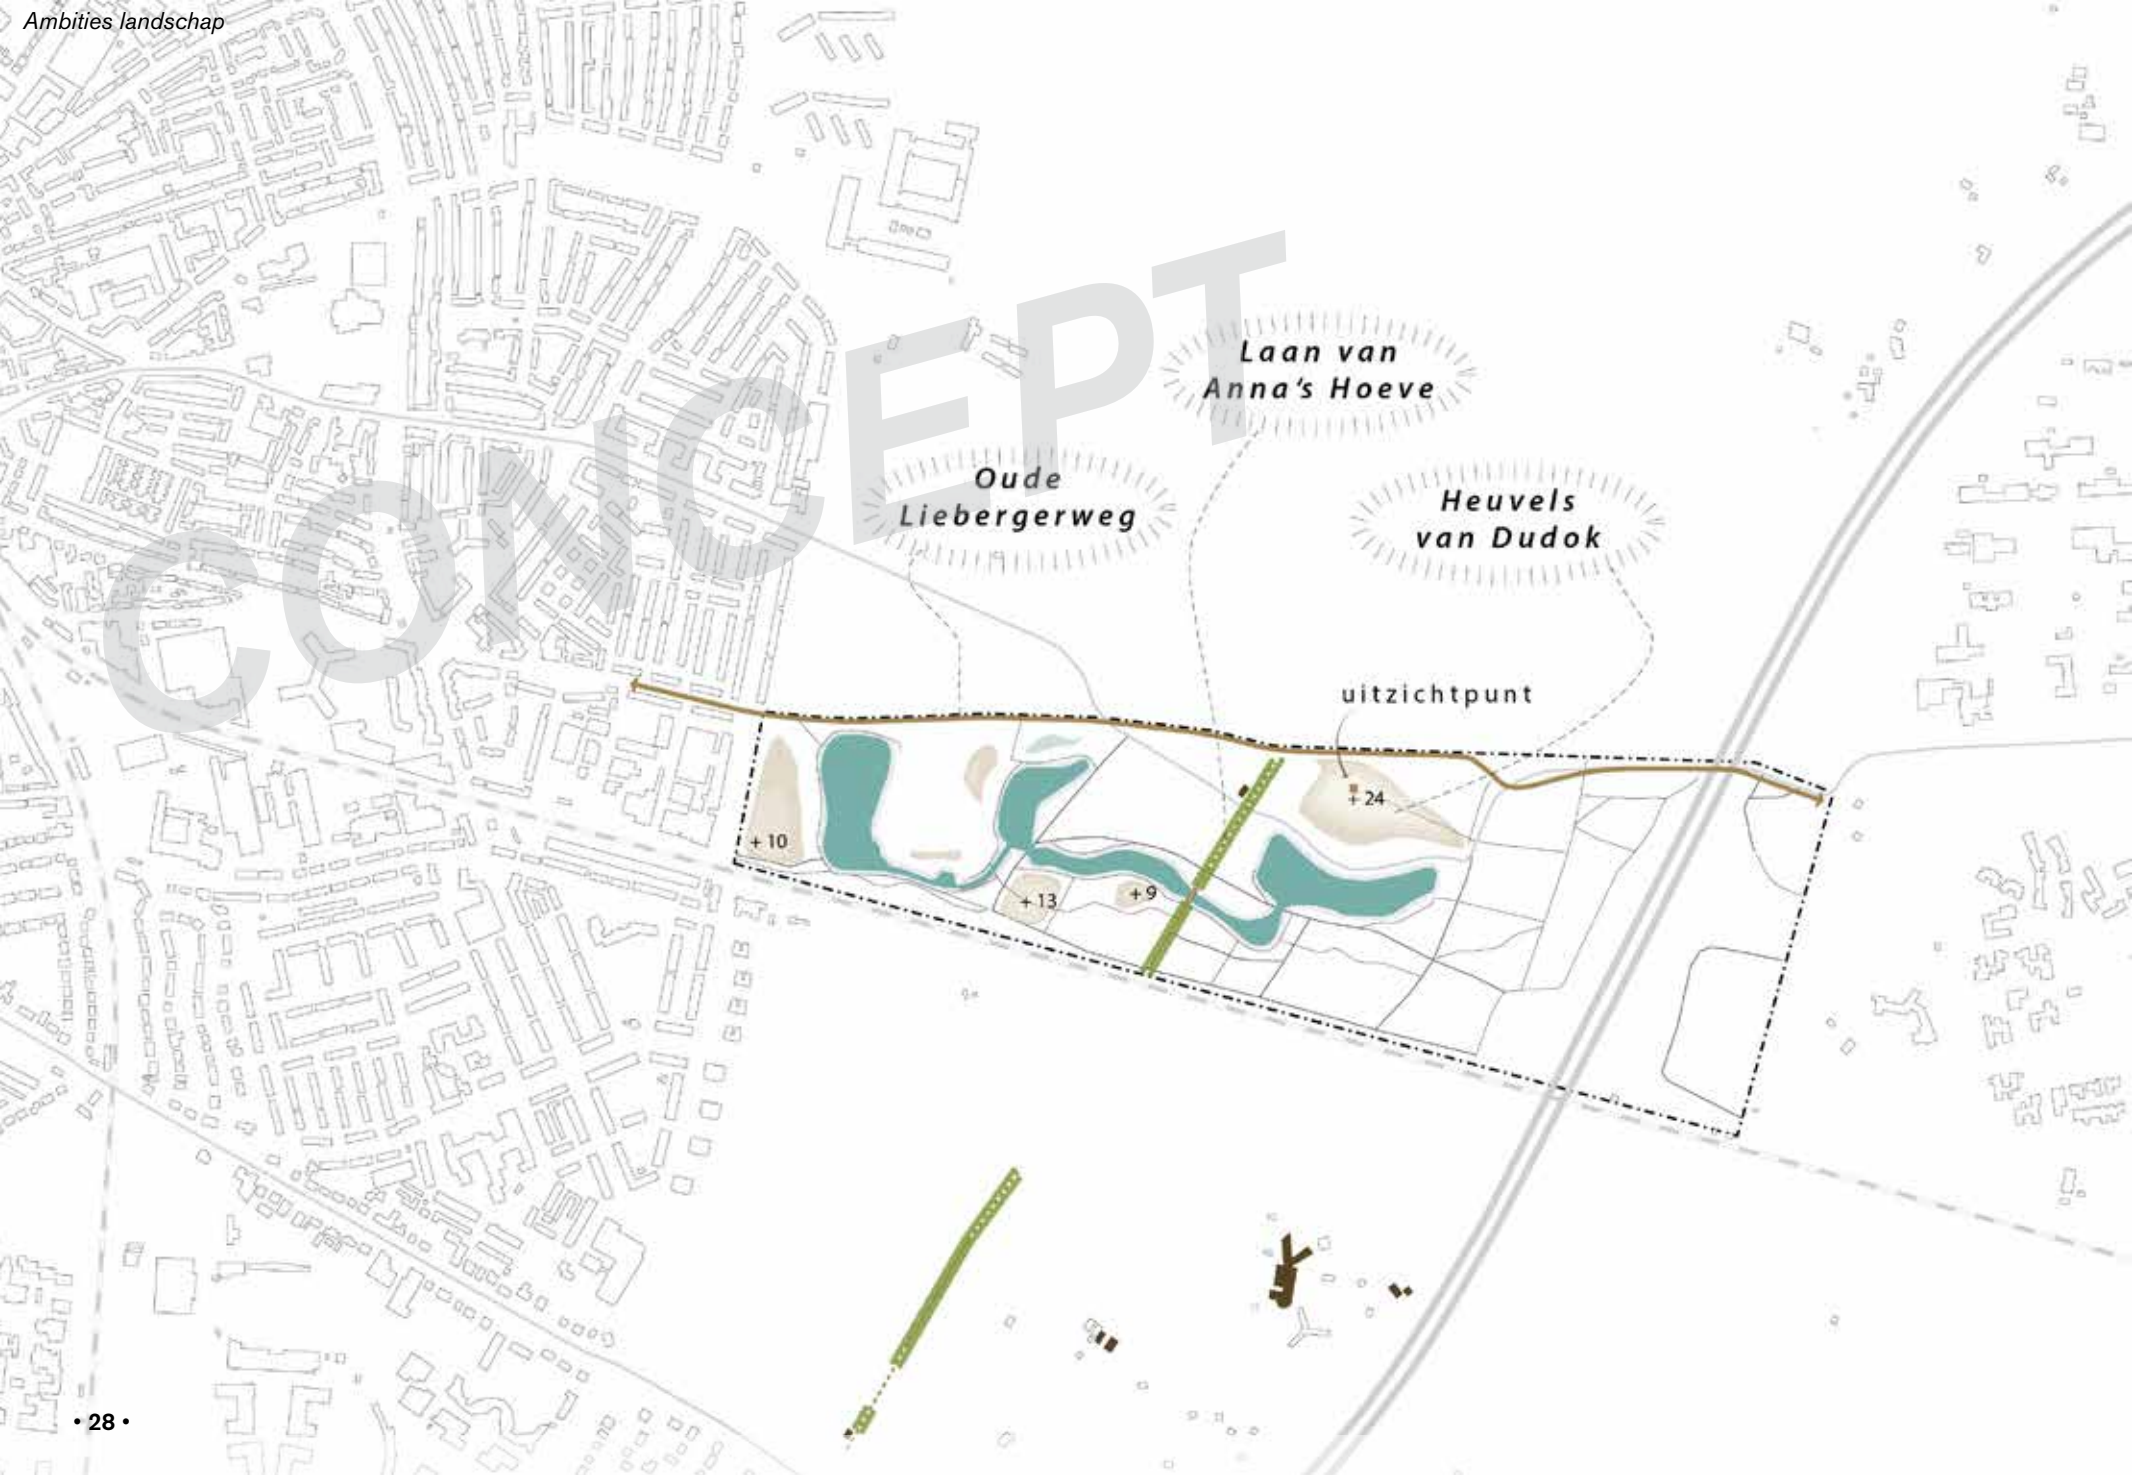 Ambities landschap
CONCEPT
Laan van
Anna's Hoeve
Oude
Liebergerweg
Heuvels
van Dudok
uitzichtpunt
+ 24
+ 10
+ 13
+ 9
• 28 •